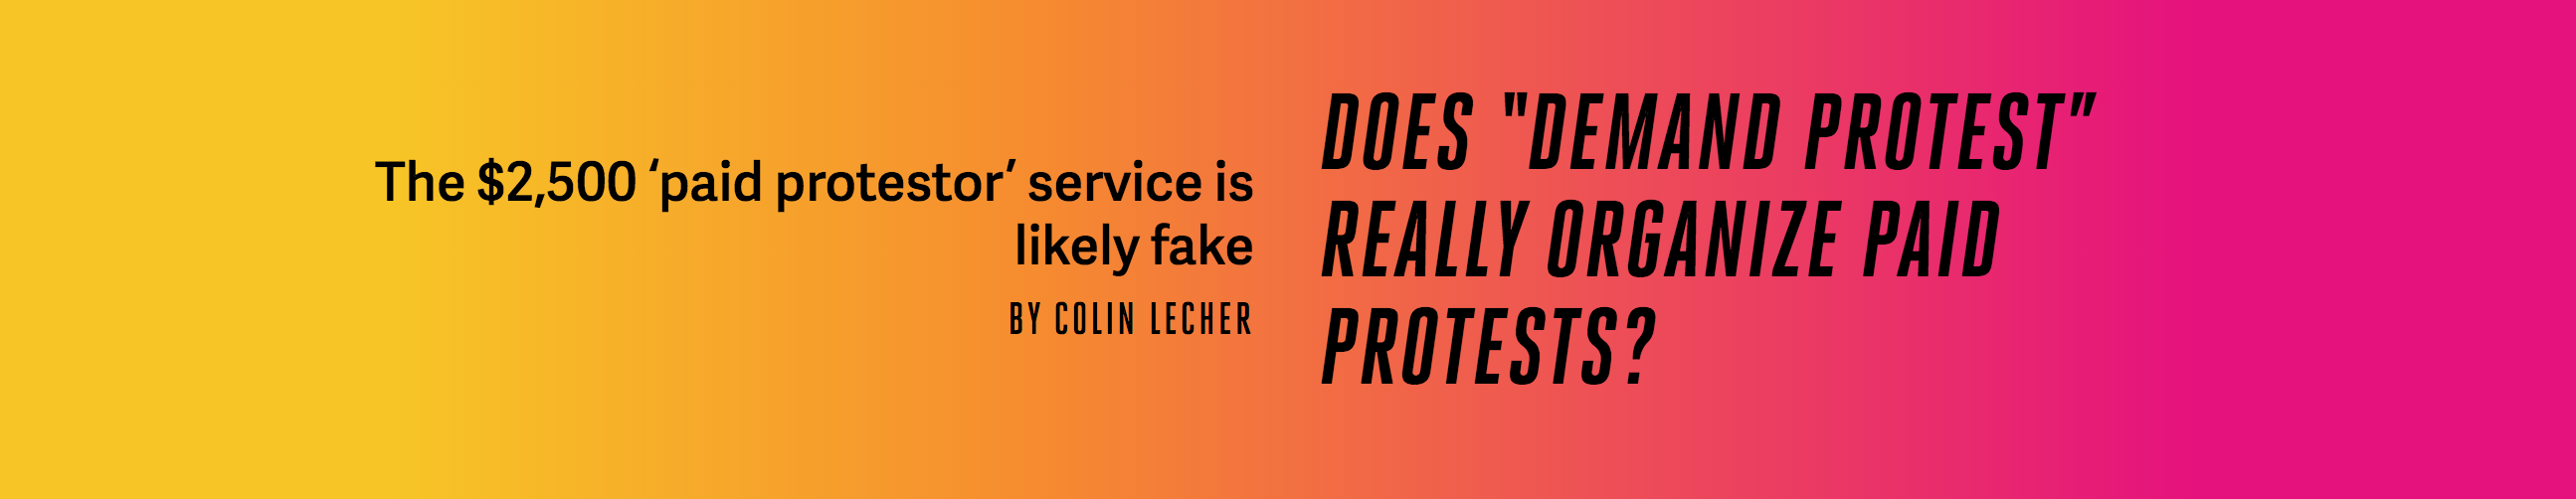 The $2,500 ‘paid protestor’ service is
likely fake
BY COLIN LECHER
DOES "DEMAND PROTEST"
REALLY ORGANIZE PAID
PROTESTS?